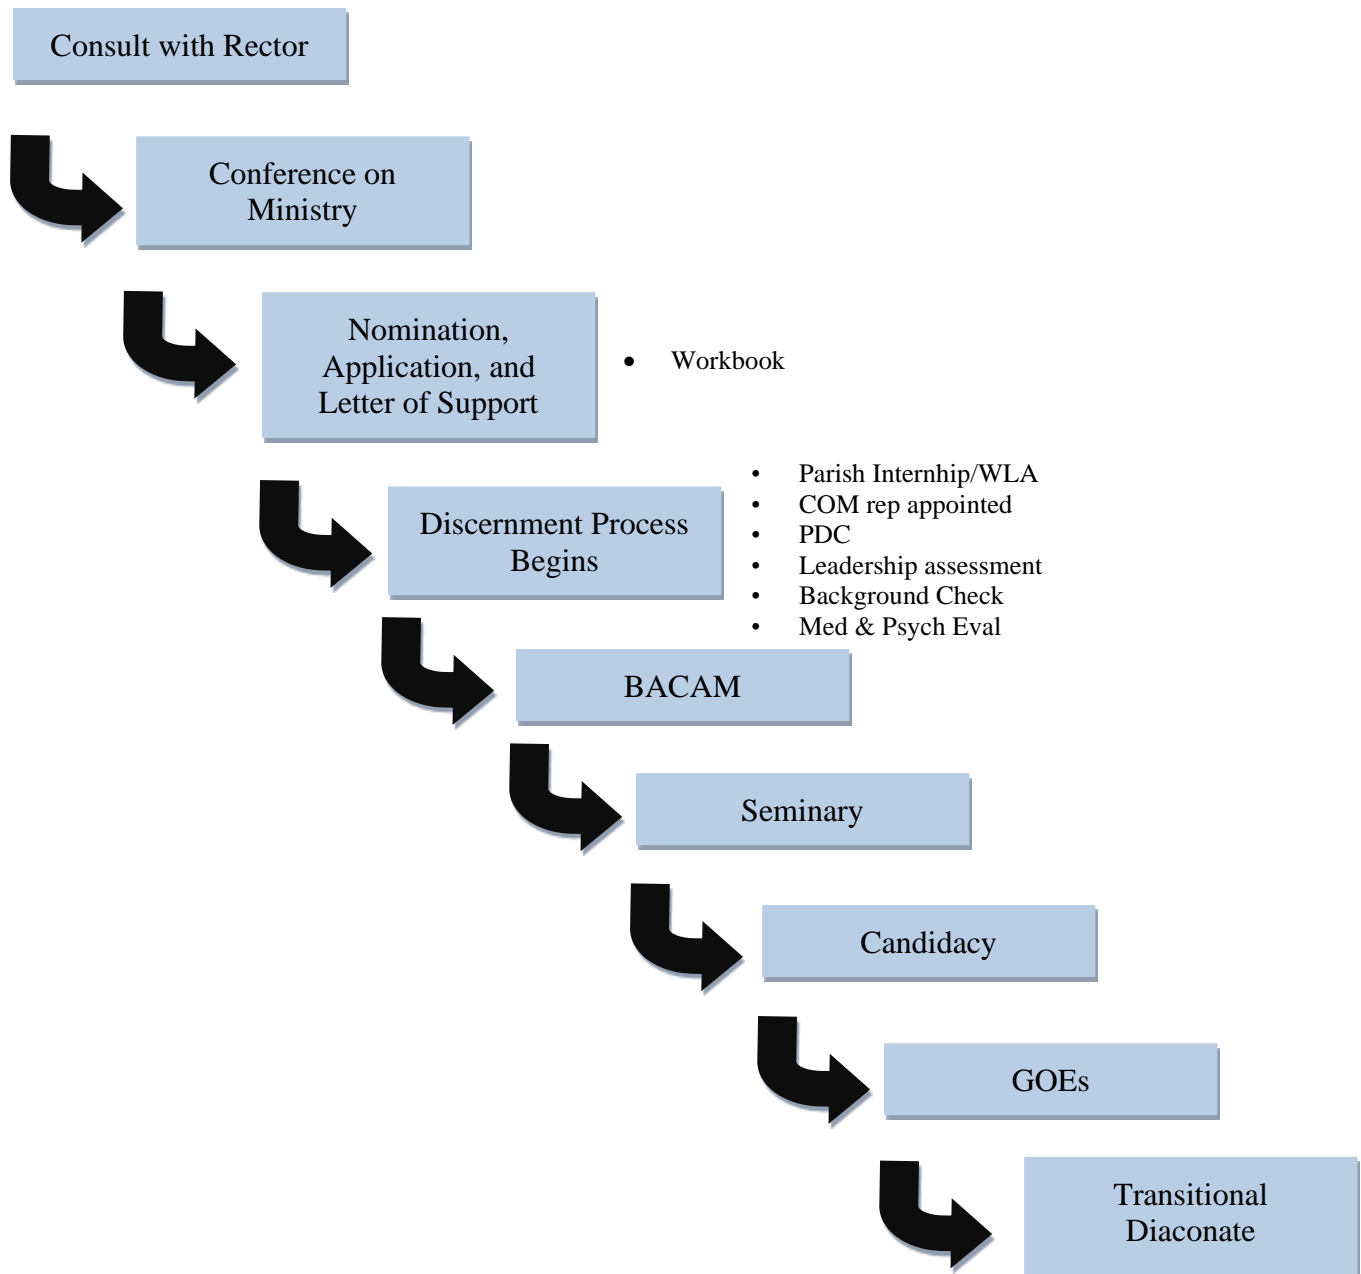 Consult with Rector
Conference on
Ministry
Nomination,
Application, and
Letter of Support
• Workbook
Discernment Process
Begins
• Parish Internhip/WLA
• COM rep appointed
• PDC
• Leadership assessment
• Background Check
• Med & Psych Eval
BACAM
Seminary
Candidacy
GOEs
Transitional
Diaconate